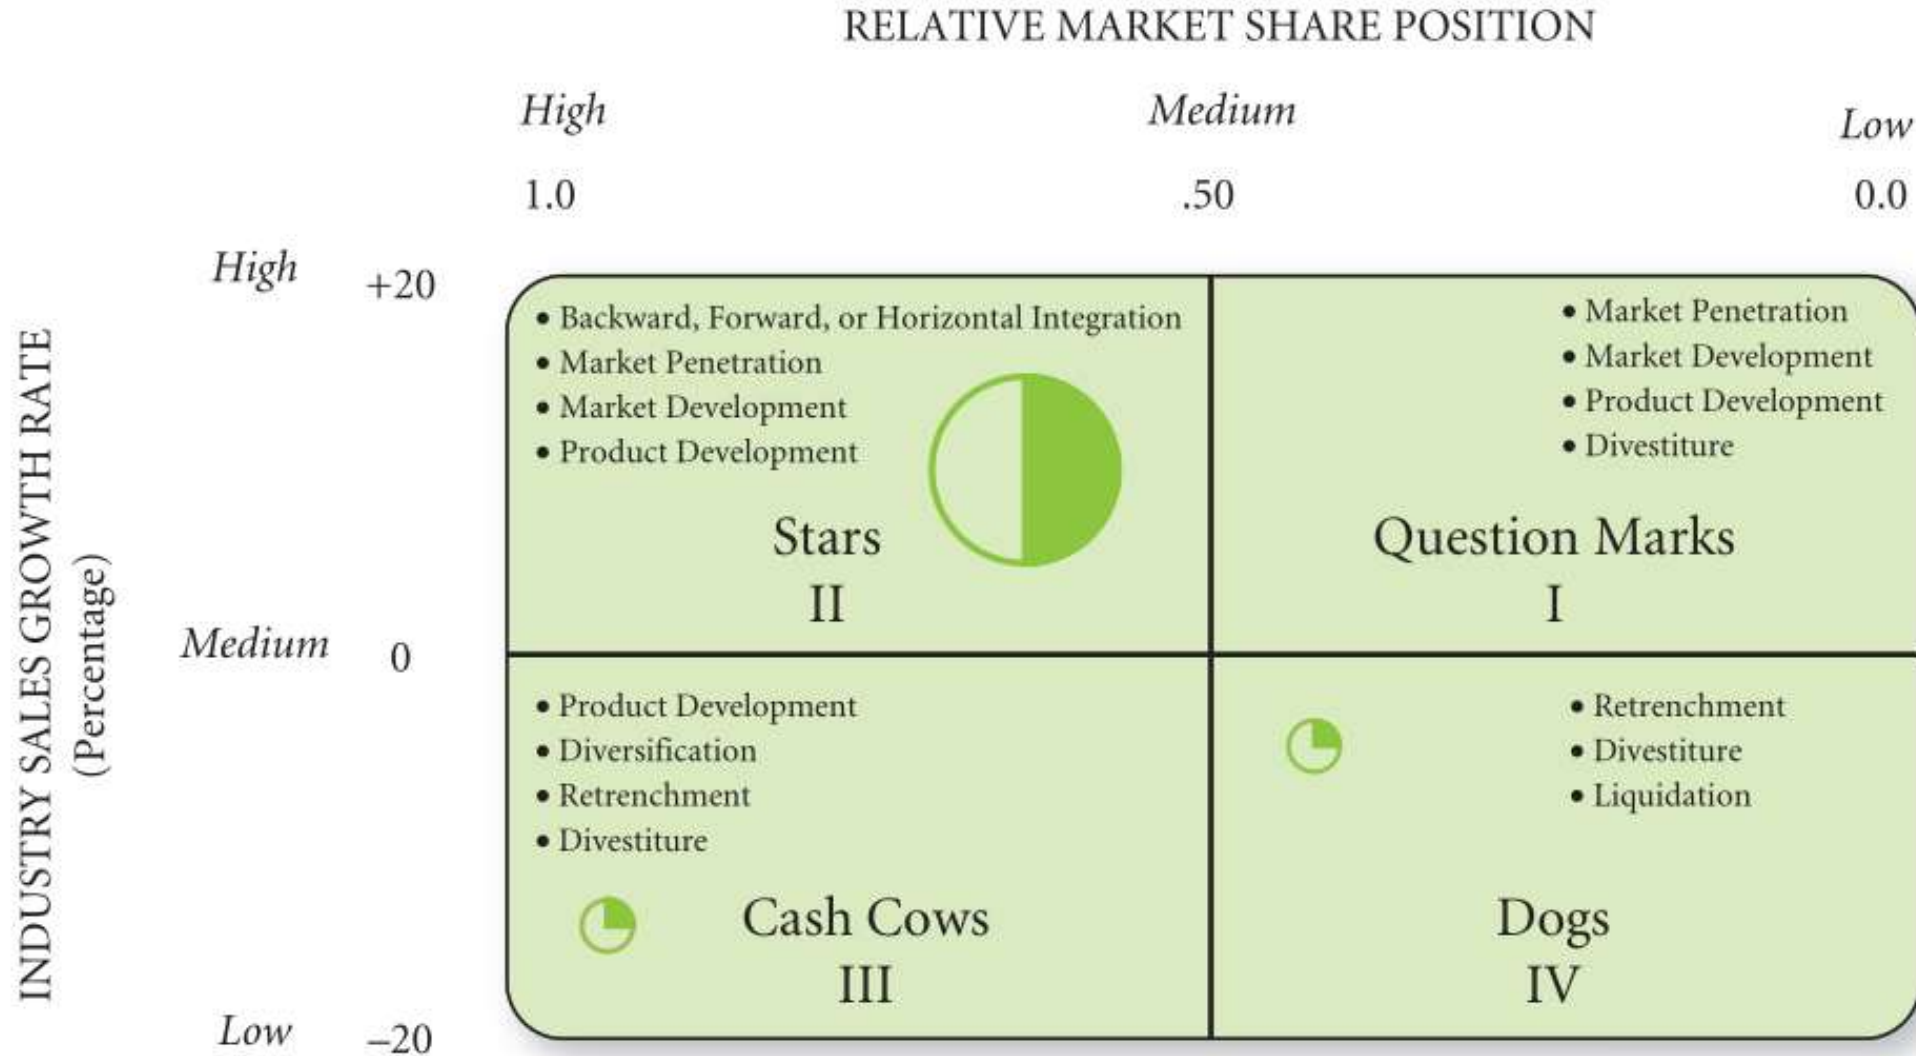 RELATIVE MARKET SHARE POSITION
High
Medium
Low
1.0
.50
0.0
INDUSTRY SALES GROWTH RATE
(Percentage)
High
+20
Medium
0
Low
–20
• Backward, Forward, or Horizontal Integration
• Market Penetration
• Market Development
• Product Development
Stars
II
• Market Penetration
• Market Development
• Product Development
• Divestiture
Question Marks
I
• Product Development
• Diversification
• Retrenchment
• Divestiture
Cash Cows
III
• Retrenchment
• Divestiture
• Liquidation
Dogs
IV